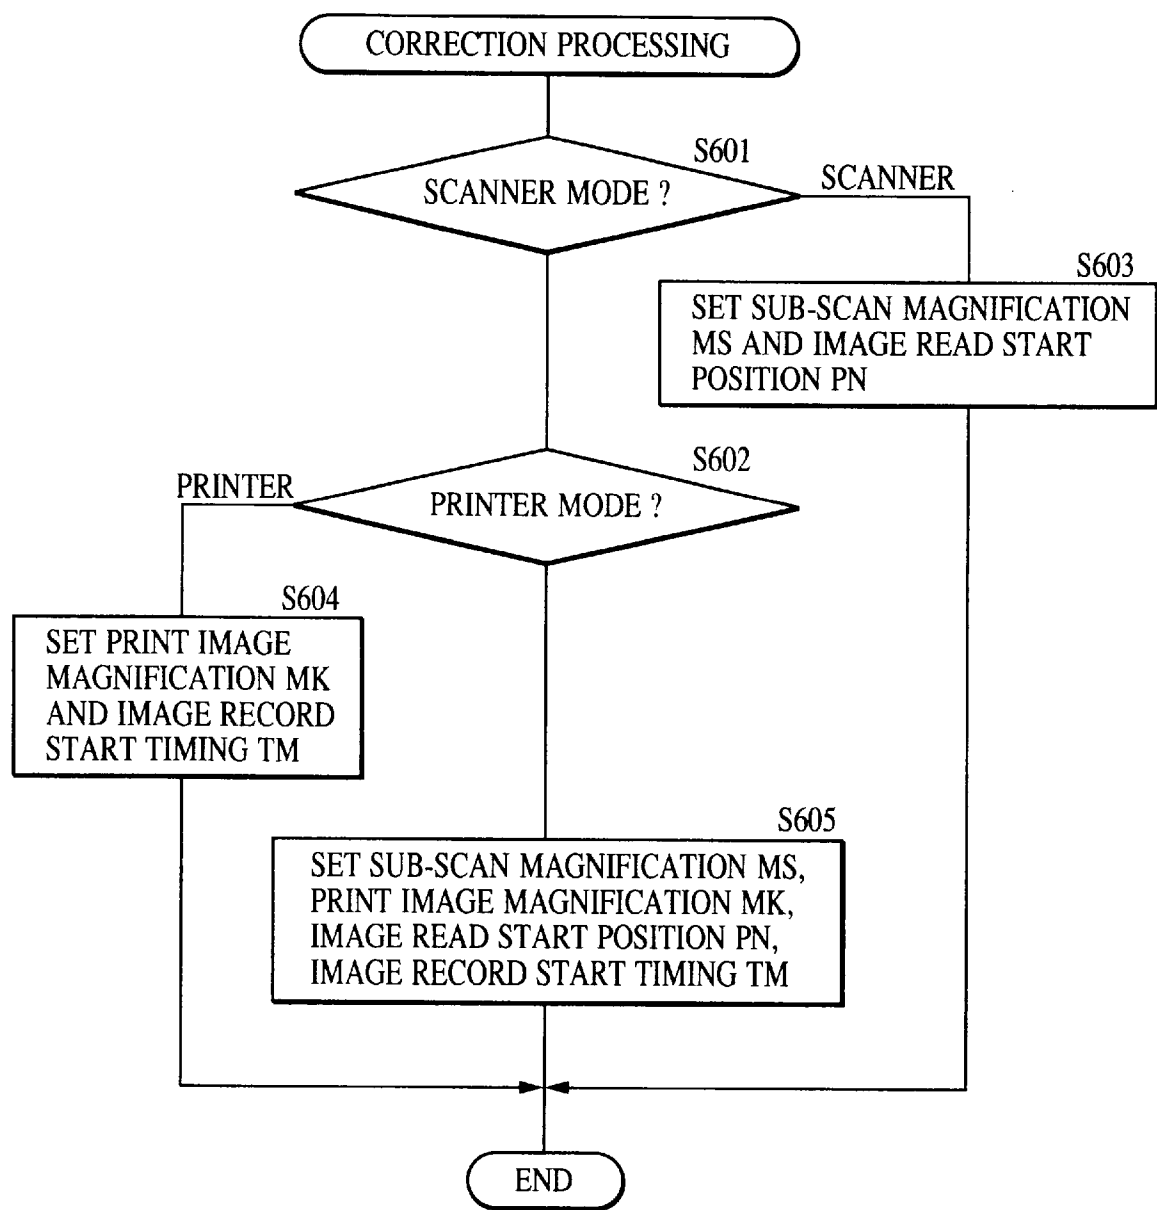 CORRECTION PROCESSING
S601
SCANNER MODE ?
SCANNER
S603
SET SUB-SCAN MAGNIFICATION
MS AND IMAGE READ START
POSITION PN
S602
PRINTER
PRINTER MODE ?
S604
SET PRINT IMAGE
MAGNIFICATION MK
AND IMAGE RECORD
START TIMING TM
S605
SET SUB-SCAN MAGNIFICATION MS,
PRINT IMAGE MAGNIFICATION MK,
IMAGE READ START POSITION PN,
IMAGE RECORD START TIMING TM
END